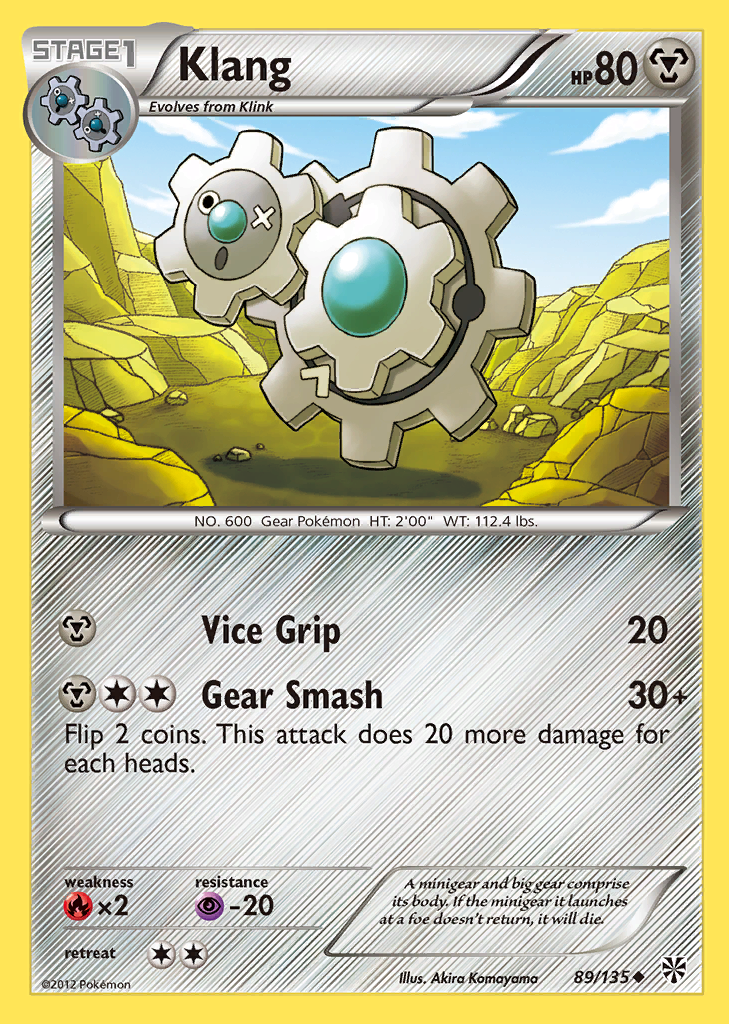 STAGE1 Klang HP80
Evolves from Klink
NO. 600 Gear Pokémon HT: 2'00" WT: 112.4 lbs.
Vice Grip 20
Gear Smash 30+
Flip 2 coins. This attack does 20 more damage for
each heads.
weakness resistance
×2 -20
A minigear and big gear comprise
its body. If the minigear it launches
at a foe doesn't return, it will die.
retreat
©2012 Pokémon Illus. Akira Komayama 89/135